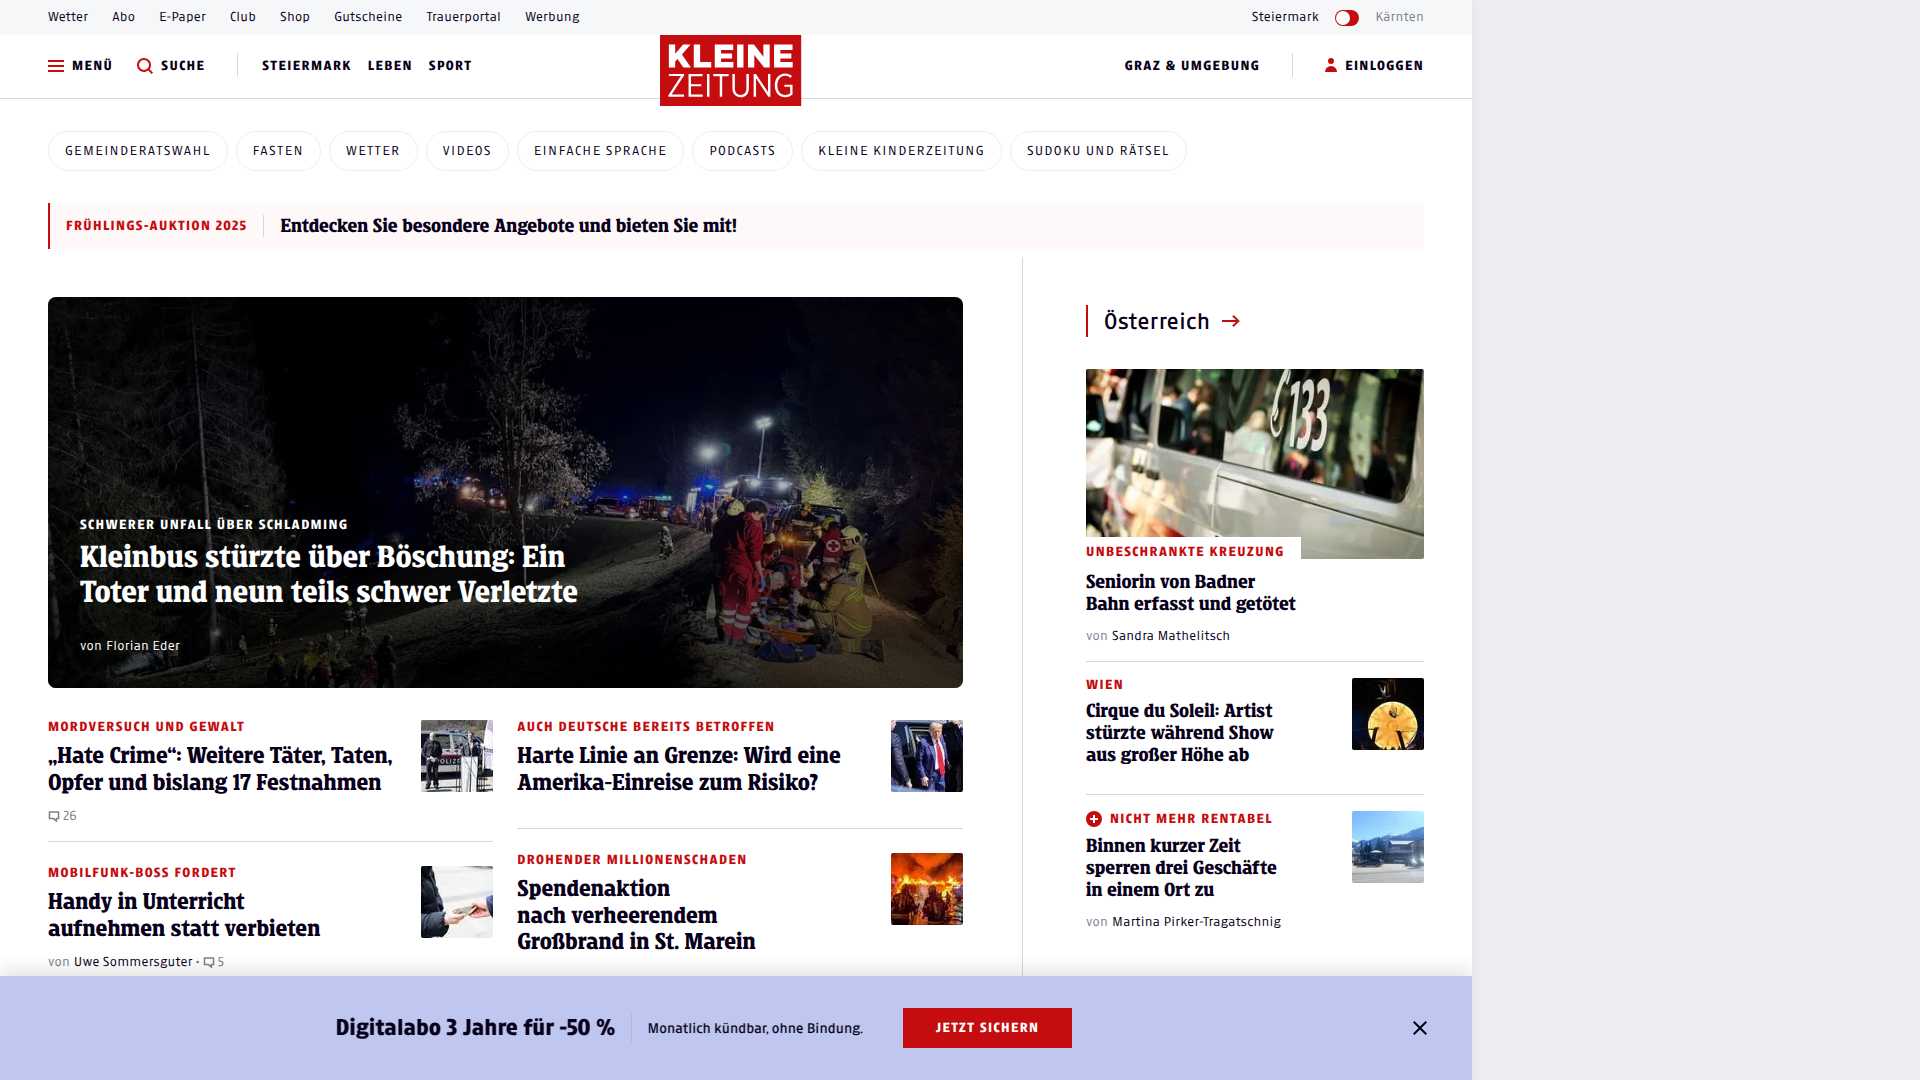 Wetter Abo E-Paper Club Shop Gutscheine Trauerportal Werbung Steiermark Kärnten
MENÜ SUCHE STEIERMARK LEBEN SPORT KLEINE ZEITUNG GRAZ & UMGEBUNG EINLOGGEN
GEMEINDERATSWAHL FASTEN WETTER VIDEOS EINFACHE SPRACHE PODCASTS KLEINE KINDERZEITUNG SUDOKU UND RÄTSEL
FRÜHLINGS-AUKTION 2025 Entdecken Sie besondere Angebote und bieten Sie mit!
SCHWERER UNFALL ÜBER SCHLADMING
Kleinbus stürzte über Böschung: Ein
Toter und neun teils schwer Verletzte
von Florian Eder
MORDVERSUCH UND GEWALT
„Hate Crime“: Weitere Täter, Taten,
Opfer und bislang 17 Festnahmen
26
MOBILFUNK-BOSS FORDERT
Handy in Unterricht
aufnehmen statt verbieten
von Uwe Sommersguter • 5
AUCH DEUTSCHE BEREITS BETROFFEN
Harte Linie an Grenze: Wird eine
Amerika-Einreise zum Risiko?
DROHENDER MILLIONENSCHADEN
Spendenaktion
nach verheerendem
Großbrand in St. Marein
Österreich
133
UNBESCHRANKTE KREUZUNG
Seniorin von Badner
Bahn erfasst und getötet
von Sandra Mathelitsch
WIEN
Cirque du Soleil: Artist
stürzte während Show
aus großer Höhe ab
NICHT MEHR RENTABEL
Binnen kurzer Zeit
sperren drei Geschäfte
in einem Ort zu
von Martina Pirker-Tragatschnig
Digitalabo 3 Jahre für -50 % Monatlich kündbar, ohne Bindung. JETZT SICHERN